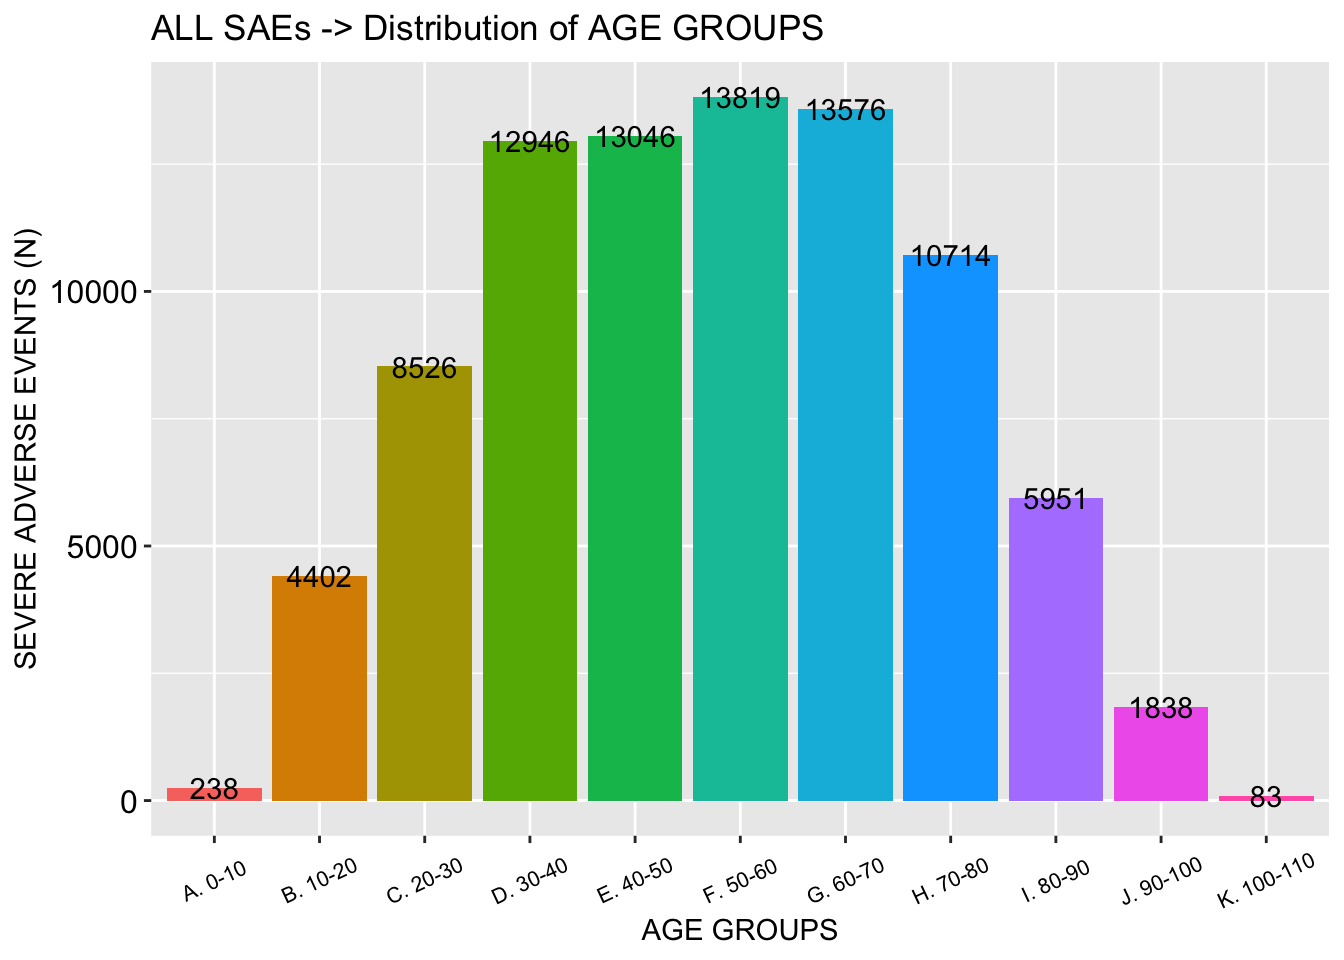 ALL SAEs -> Distribution of AGE GROUPS
SEVERE ADVERSE EVENTS (N)
10000
5000
0
238
4402
8526
12946
13046
13819
13576
10714
5951
1838
83
A. 0-10
B. 10-20
C. 20-30
D. 30-40
E. 40-50
F. 50-60
G. 60-70
H. 70-80
I. 80-90
J. 90-100
K. 100-110
AGE GROUPS